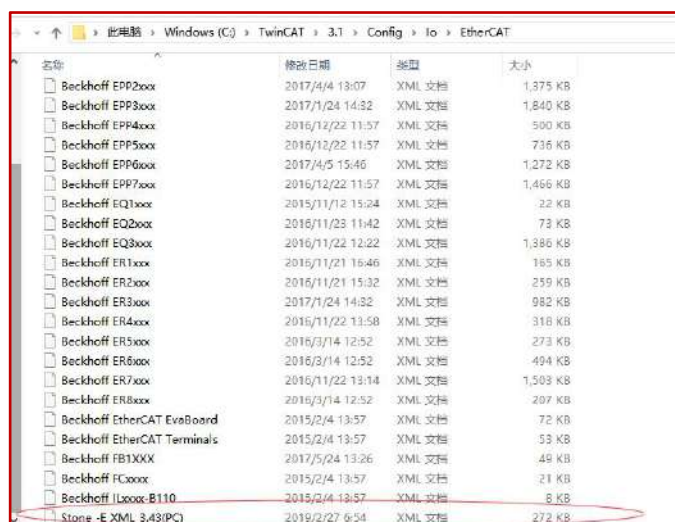 此电脑 › Windows (C:) › TwinCAT › 3.1 › Config › Io › EtherCAT
名称 修改日期 类型 大小
Beckhoff EPP2xxx 2017/4/4 13:07 XML 文档 1,375 KB
Beckhoff EPP3xxx 2017/1/24 14:32 XML 文档 1,840 KB
Beckhoff EPP4xxx 2016/12/22 11:57 XML 文档 500 KB
Beckhoff EPP5xxx 2016/12/22 11:57 XML 文档 736 KB
Beckhoff EPP6xxx 2017/4/5 15:46 XML 文档 1,272 KB
Beckhoff EPP7xxx 2016/12/22 11:57 XML 文档 1,466 KB
Beckhoff EQ1xxx 2015/11/12 15:24 XML 文档 22 KB
Beckhoff EQ2xxx 2016/11/23 11:42 XML 文档 73 KB
Beckhoff EQ3xxx 2016/11/22 12:22 XML 文档 1,386 KB
Beckhoff ER1xxx 2016/11/21 16:46 XML 文档 165 KB
Beckhoff ER2xxx 2016/11/21 15:32 XML 文档 259 KB
Beckhoff ER3xxx 2017/1/24 14:32 XML 文档 982 KB
Beckhoff ER4xxx 2016/11/22 13:58 XML 文档 318 KB
Beckhoff ER5xxx 2016/3/14 12:52 XML 文档 273 KB
Beckhoff ER6xxx 2016/3/14 12:52 XML 文档 494 KB
Beckhoff ER7xxx 2016/11/22 13:14 XML 文档 1,503 KB
Beckhoff ER8xxx 2016/3/14 12:52 XML 文档 207 KB
Beckhoff EtherCAT EvaBoard 2015/2/4 13:57 XML 文档 72 KB
Beckhoff EtherCAT Terminals 2015/2/4 13:57 XML 文档 53 KB
Beckhoff FB1XXX 2017/5/24 13:26 XML 文档 49 KB
Beckhoff FCxxxx 2015/2/4 13:57 XML 文档 21 KB
Beckhoff ILxxxx-B110 2015/2/4 13:57 XML 文档 8 KB
Stone -E XML 3.43(PC) 2019/2/27 6:54 XML 文档 272 KB